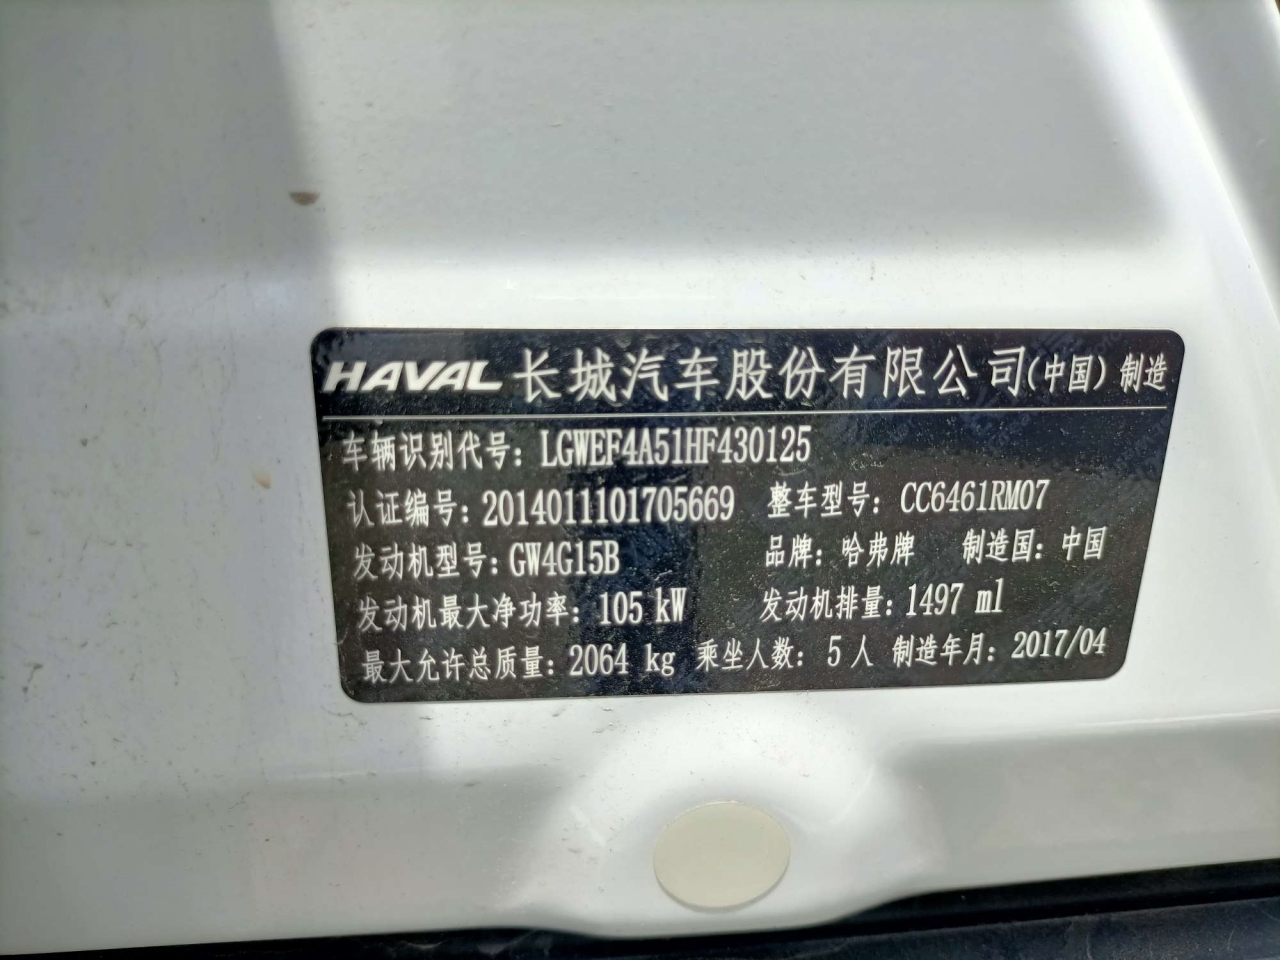 HAVAL 长城汽车股份有限公司(中国)制造
车辆识别代号: LGWEF4A51HF430125
认证编号: 2014011101705669 整车型号: CC6461RM07
发动机型号: GW4G15B 品牌: 哈弗牌 制造国: 中国
发动机最大净功率: 105 kW 发动机排量: 1497 ml
最大允许总质量: 2064 kg 乘坐人数: 5人 制造年月: 2017/04